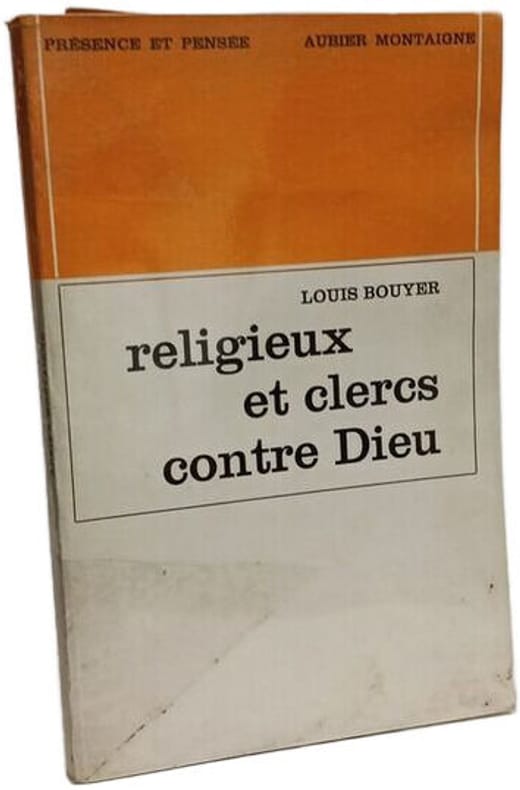 PRÉSENCE ET PENSÉE AUBIER MONTAIGNE
LOUIS BOUYER
religieux
et clercs
contre Dieu